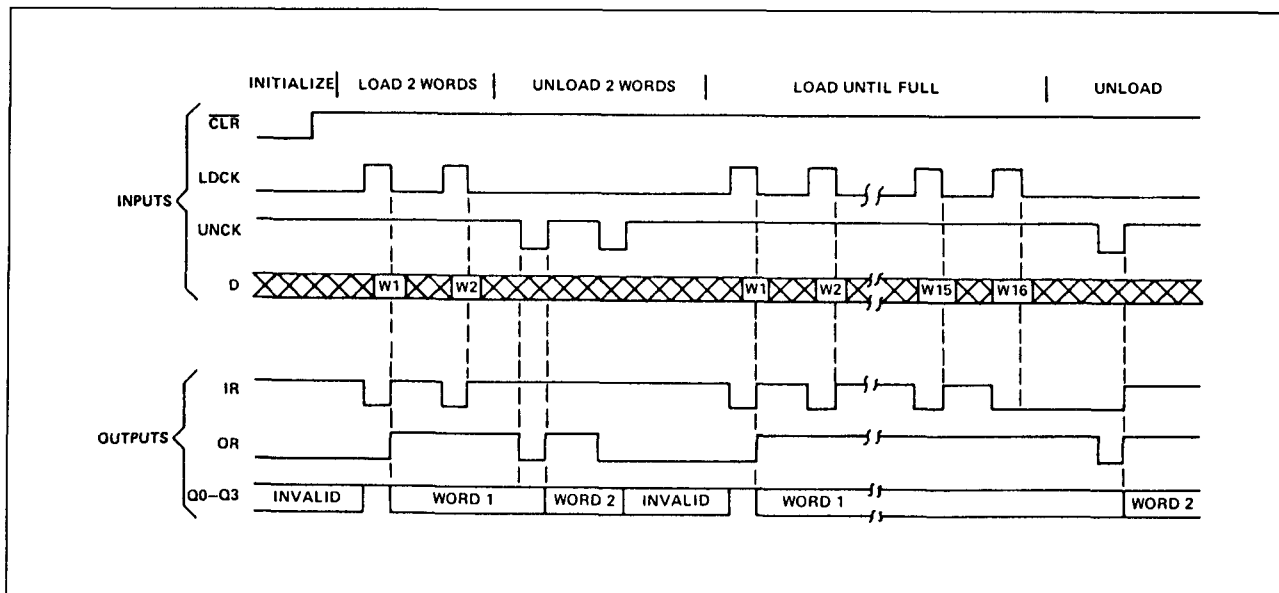 INITIALIZE | LOAD 2 WORDS | UNLOAD 2 WORDS | LOAD UNTIL FULL | UNLOAD
CLR
LDCK
INPUTS
UNCK
D W1 W2 W1 W2 W15 W16
IR
OUTPUTS
OR
Q0–Q3 INVALID WORD 1 WORD 2 INVALID WORD 1 WORD 2